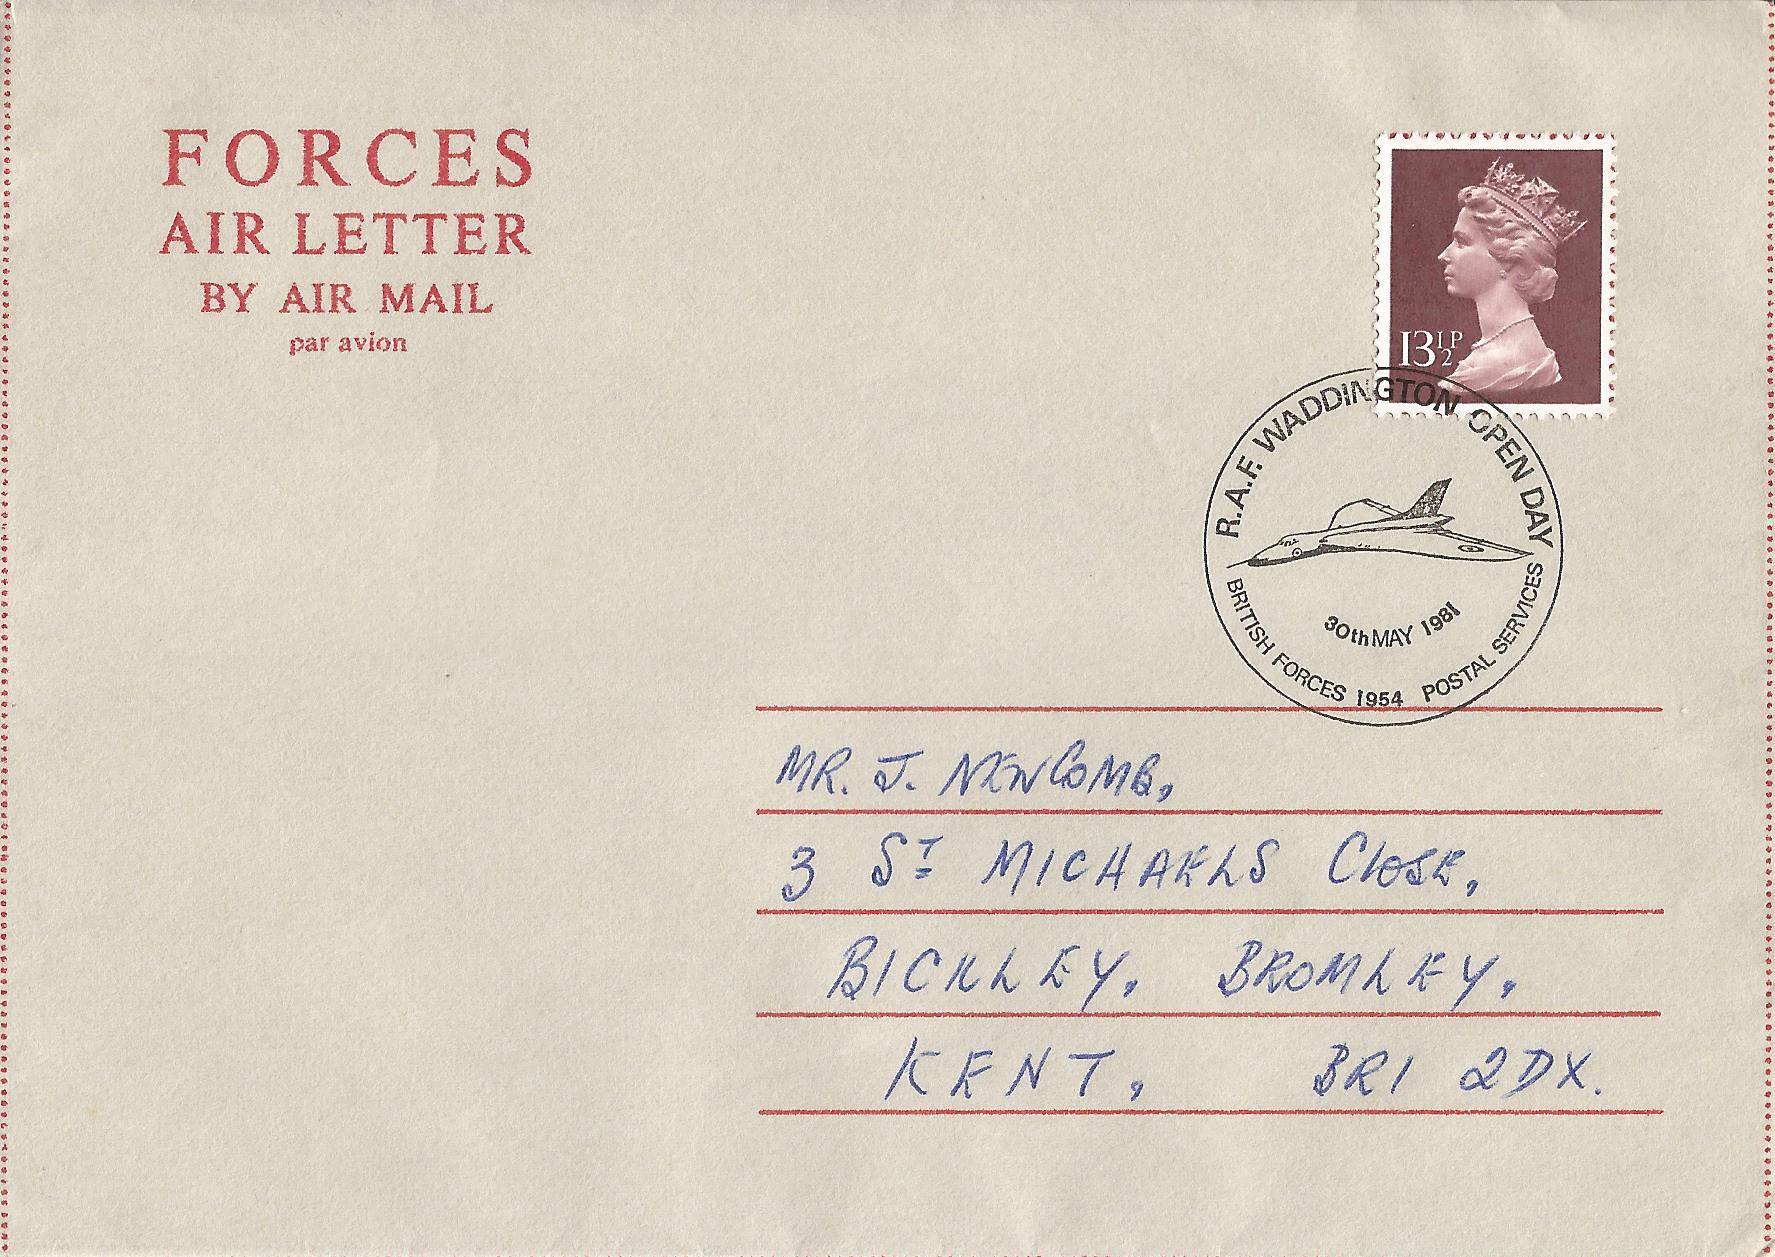 FORCES
AIR LETTER
BY AIR MAIL
par avion
13½P
R.A.F. WADDINGTON OPEN DAY
30th MAY 1981
BRITISH FORCES 1954 POSTAL SERVICES
MR. J. NEWCOMB,
3 ST MICHAELS CLOSE,
BICKLEY, BROMLEY,
KENT, BR1 2DX.